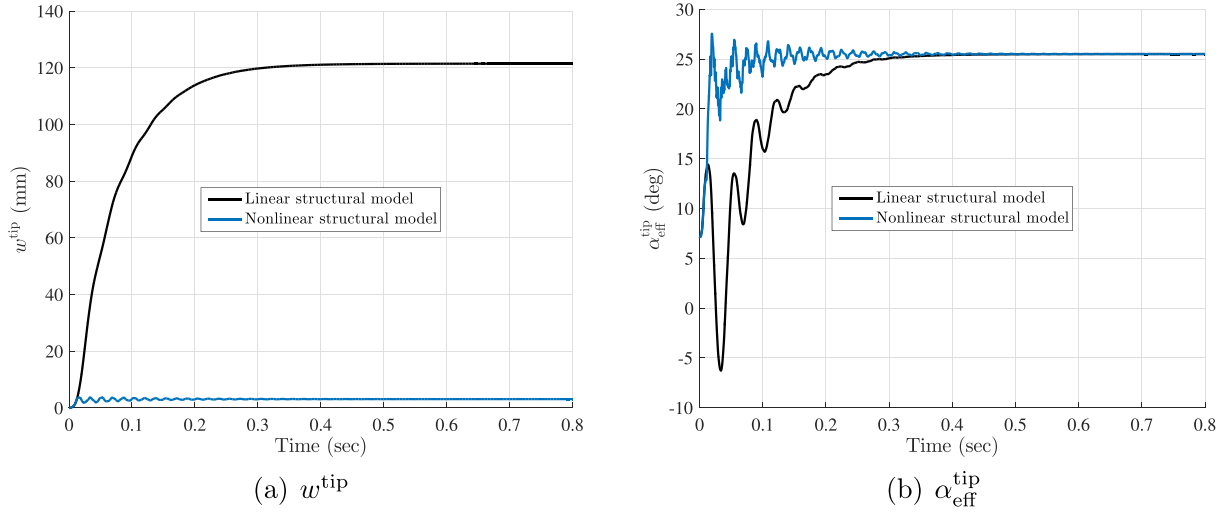 140
120
100
80
60
40
20
0
w^tip (mm)
Linear structural model
Nonlinear structural model
0 0.1 0.2 0.3 0.4 0.5 0.6 0.7 0.8
Time (sec)
(a) w^tip
30
25
20
15
10
5
0
-5
-10
α_eff^tip (deg)
Linear structural model
Nonlinear structural model
0 0.1 0.2 0.3 0.4 0.5 0.6 0.7 0.8
Time (sec)
(b) α_eff^tip